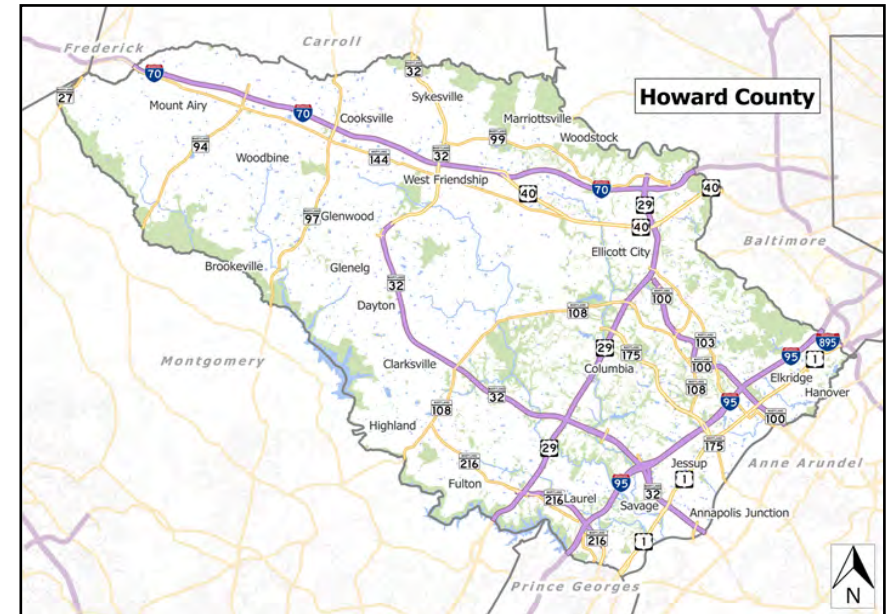 Frederick
Carroll
70
32
27
Mount Airy
Sykesville
Howard County
70
Cooksville
Marriottsville
94
99
Woodstock
Woodbine
144
32
West Friendship
70
40
40
97
Glenwood
29
40
Baltimore
Ellicott City
Brookeville
Glenelg
32
100
Dayton
108
103
895
Montgomery
29
175
95
1
Clarksville
Columbia
100
Elkridge
32
108
95
Hanover
108
100
Highland
29
175
216
Jessup
Anne Arundel
Fulton
95
1
216
Laurel
32
Savage
Annapolis Junction
216
1
Prince Georges
N